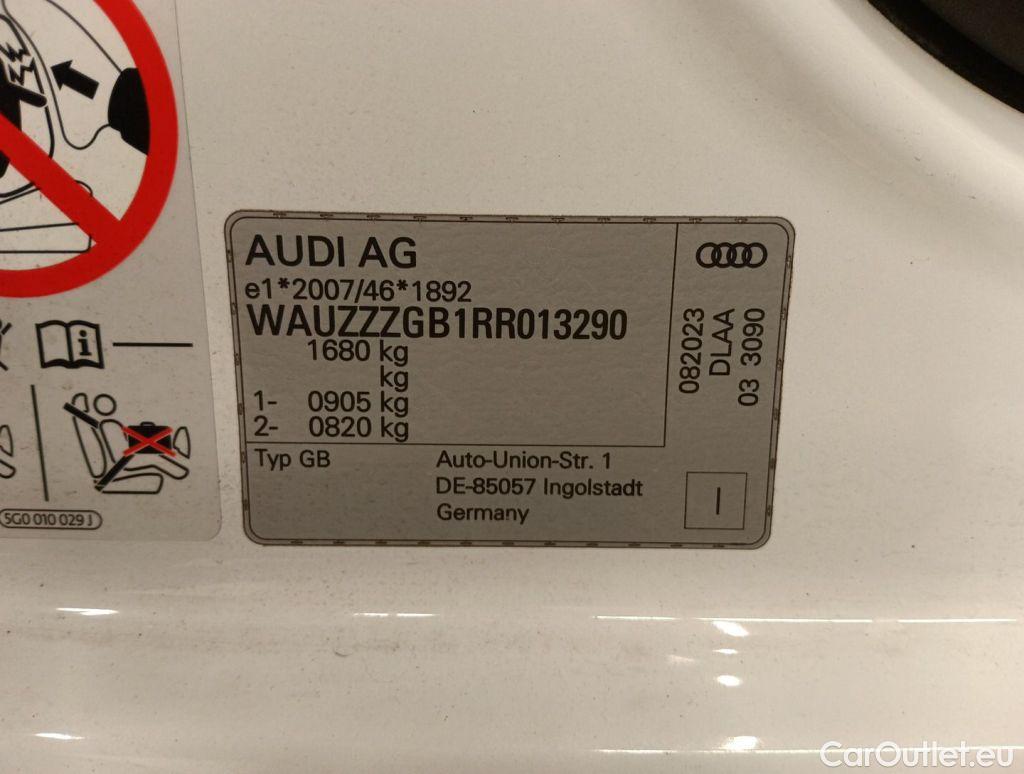 AUDI AG
e1*2007/46*1892
WAUZZZGB1RR013290
1680 kg
kg
1- 0905 kg
2- 0820 kg
Typ GB
Auto-Union-Str. 1
DE-85057 Ingolstadt
Germany
082023
DLAA
03 3090
I
i
5G0 010 029 J
CarOutlet.eu